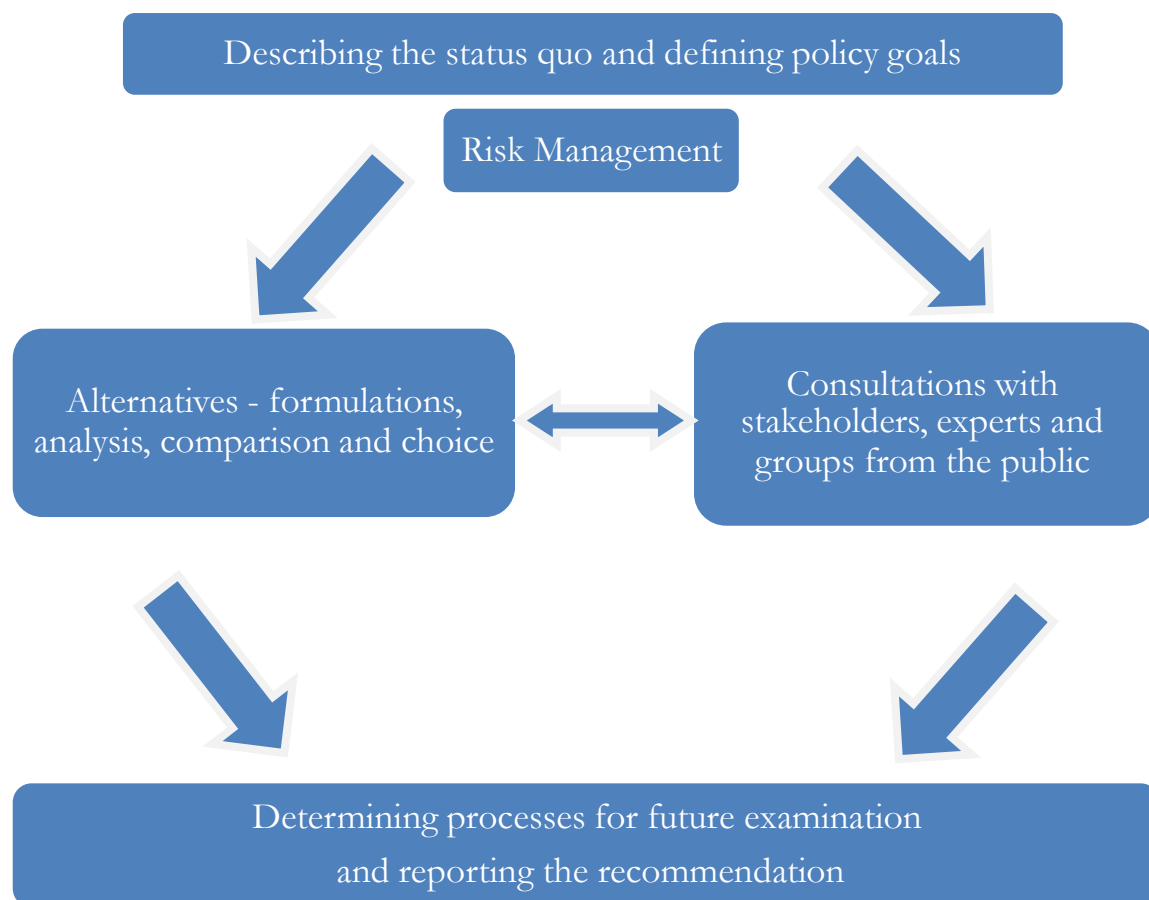 Describing the status quo and defining policy goals
Risk Management
Alternatives - formulations,
analysis, comparison and choice
Consultations with
stakeholders, experts and
groups from the public
Determining processes for future examination
and reporting the recommendation